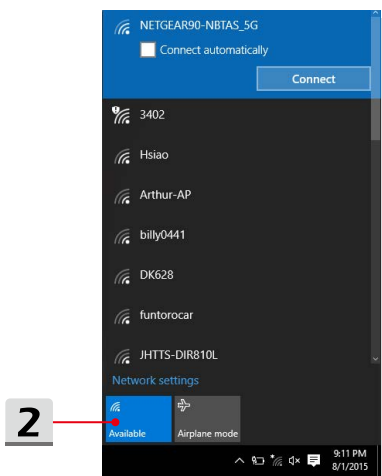 NETGEAR90-NBTAS_5G
Connect automatically
Connect
3402
Hsiao
Arthur-AP
billy0441
DK628
funtorocar
JHTTS-DIR810L
Network settings
2
Available
Airplane mode
9:11 PM
8/1/2015